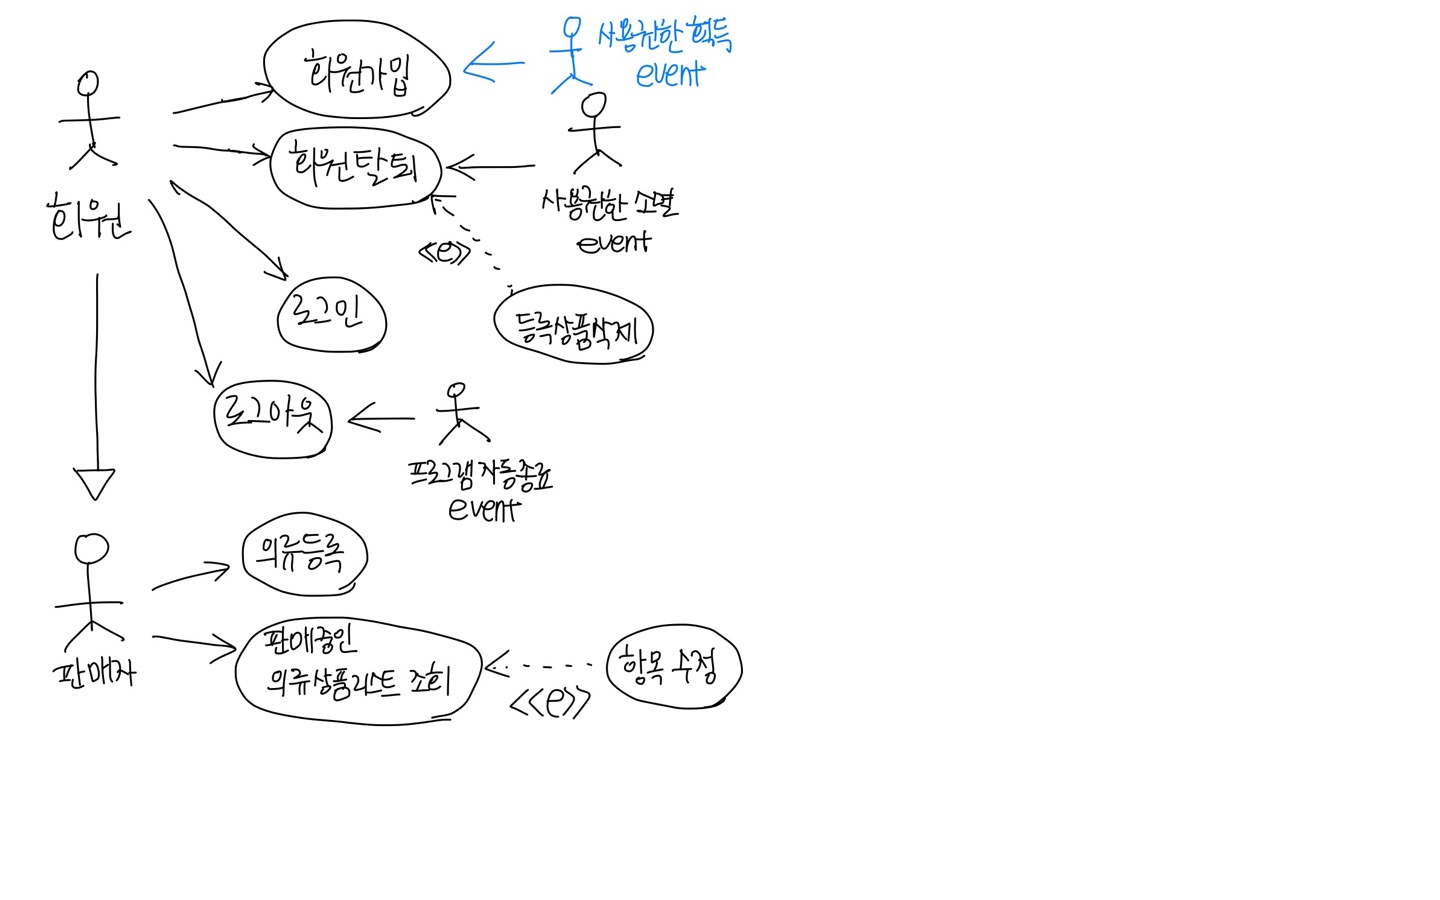 회원가입
사용권한 획득
event
회원탈퇴
사용권한 소멸
event
회원
<<e>>
로그인
등록상품삭제
로그아웃
프로그램 자동종료
event
의류등록
판매자
판매중인
의류상품리스트 조회
항목 수정
<<e>>